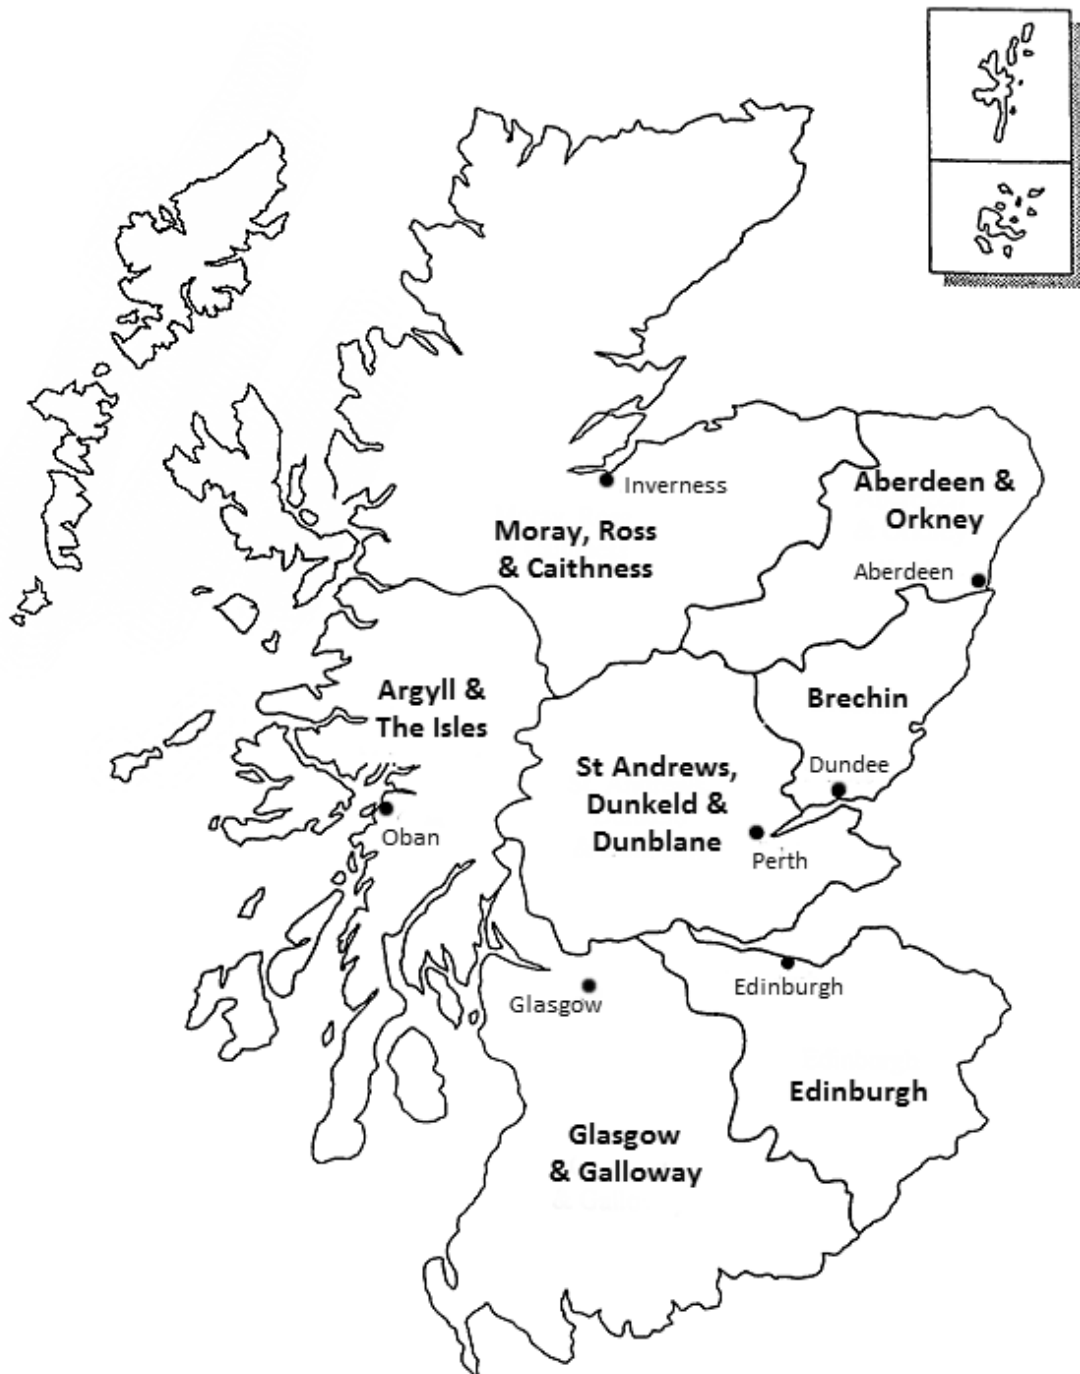 Inverness
Moray, Ross
& Caithness
Aberdeen &
Orkney
Aberdeen
Argyll &
The Isles
Brechin
St Andrews,
Dunkeld &
Dunblane
Dundee
Perth
Oban
Edinburgh
Glasgow
Edinburgh
Glasgow
& Galloway